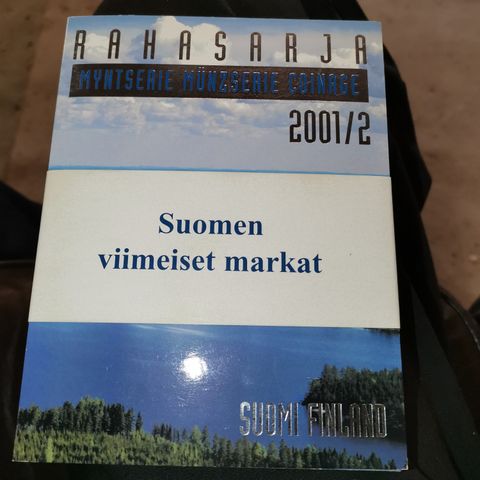 RAHASARJA
MYNTSERIE MÜNZSERIE COINAGE
2001/2
Suomen
viimeiset markat
SUOMI FINLAND